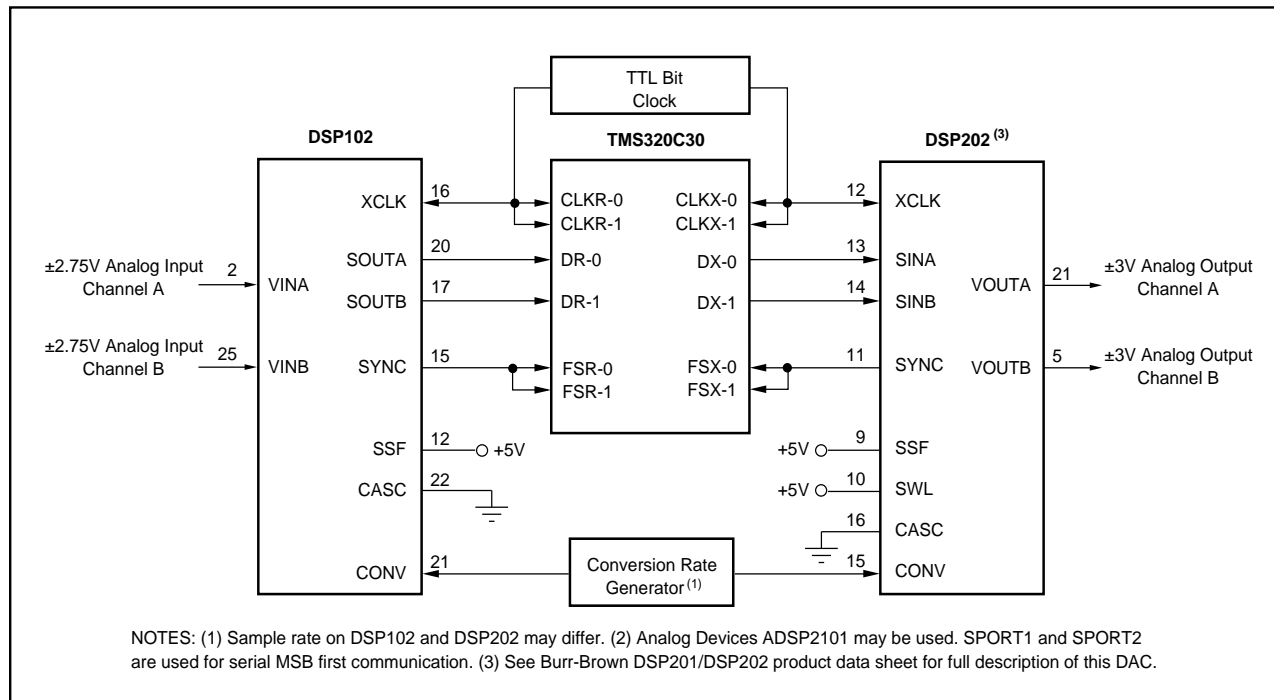 TTL Bit
Clock
DSP102
TMS320C30
DSP202 (3)
XCLK
16
CLKR-0
CLKX-0
12
XCLK
CLKR-1
CLKX-1
SOUTA
20
DR-0
DX-0
13
SINA
±2.75V Analog Input
Channel A
2
VINA
SOUTB
17
DR-1
DX-1
14
SINB
VOUTA
21
±3V Analog Output
Channel A
±2.75V Analog Input
Channel B
25
VINB
SYNC
15
FSR-0
FSX-0
11
SYNC
VOUTB
5
±3V Analog Output
Channel B
FSR-1
FSX-1
SSF
12
+5V
+5V
9
SSF
CASC
22
+5V
10
SWL
16
CASC
CONV
21
Conversion Rate
Generator (1)
15
CONV
NOTES: (1) Sample rate on DSP102 and DSP202 may differ. (2) Analog Devices ADSP2101 may be used. SPORT1 and SPORT2
are used for serial MSB first communication. (3) See Burr-Brown DSP201/DSP202 product data sheet for full description of this DAC.